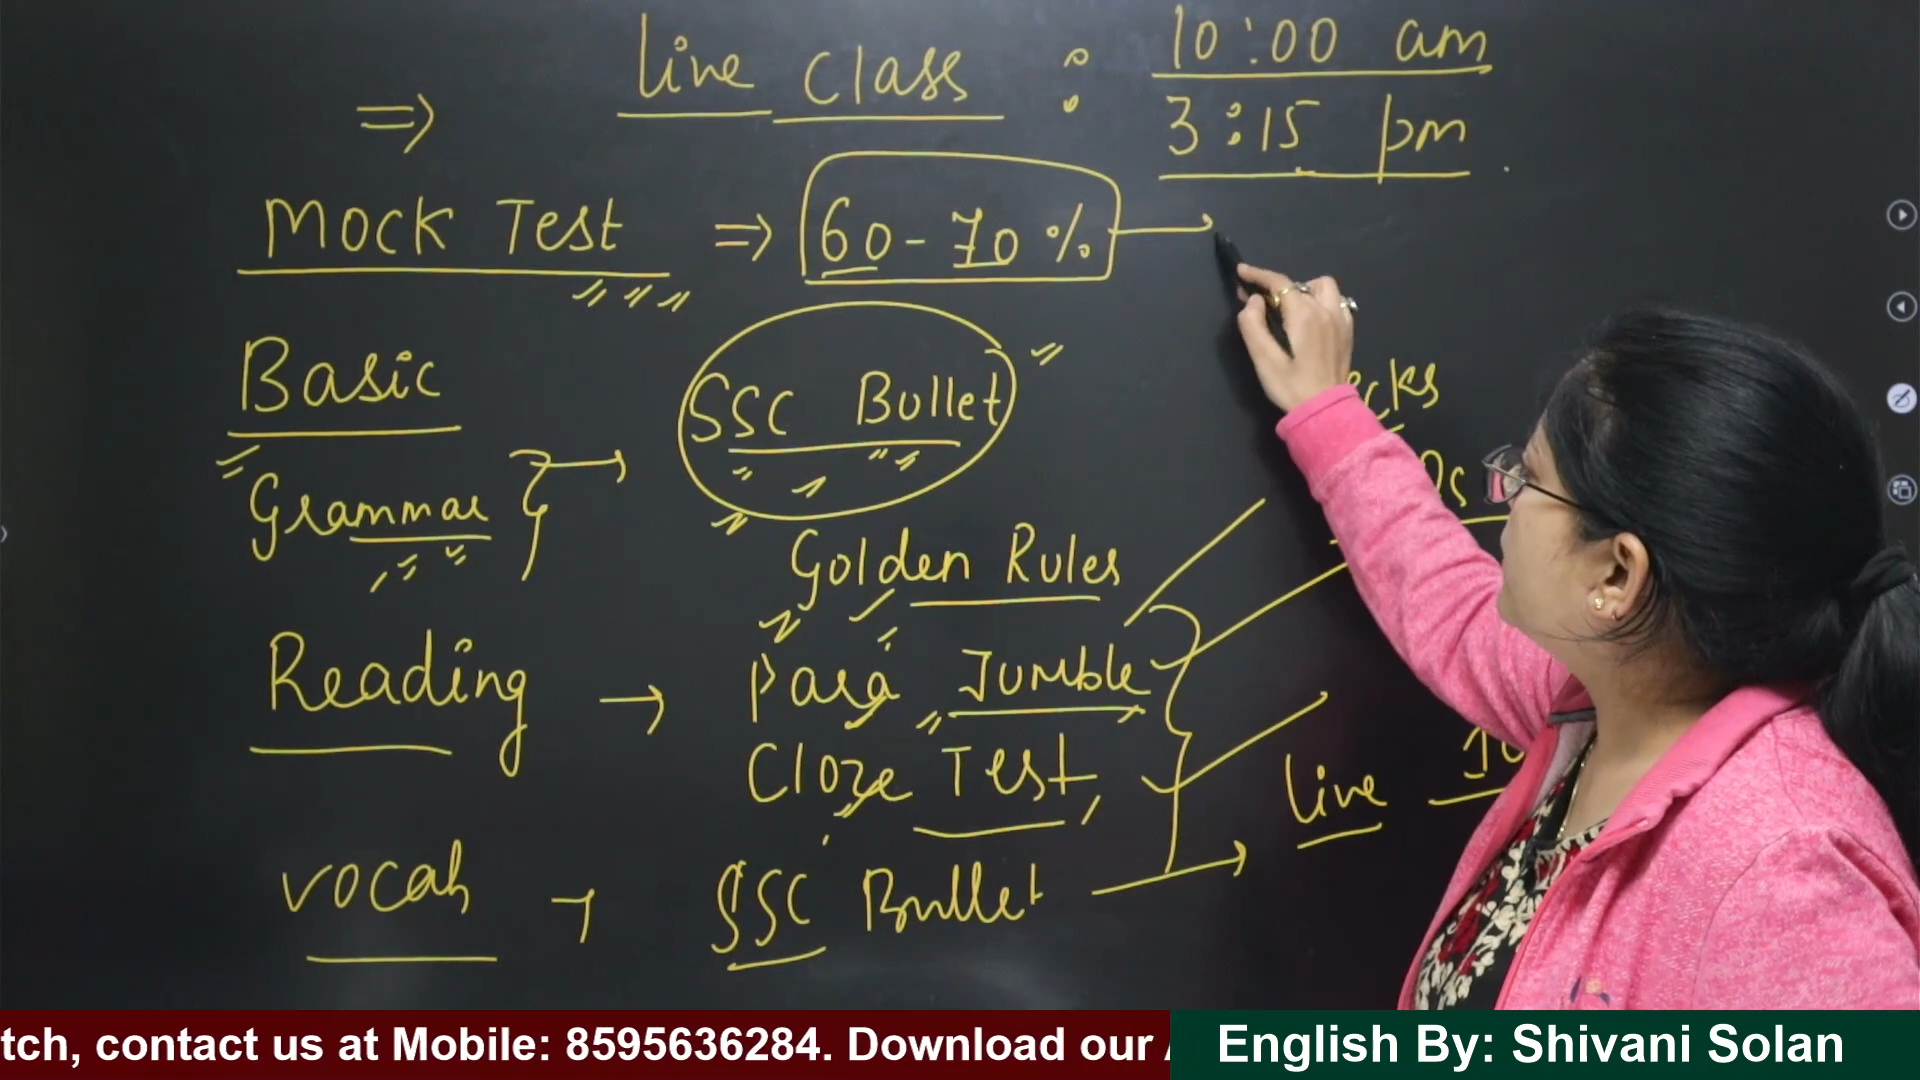 ⇒ Live Class : 10:00 am
3:15 pm
Mock Test ⇒ 60-70% →
Basic
Grammar → SSC Bullet
Golden Rules
Reading → Para Jumble
Cloze Test
Live
Vocab → SSC Bullet →
tch, contact us at Mobile: 8595636284. Download our
English By: Shivani Solan